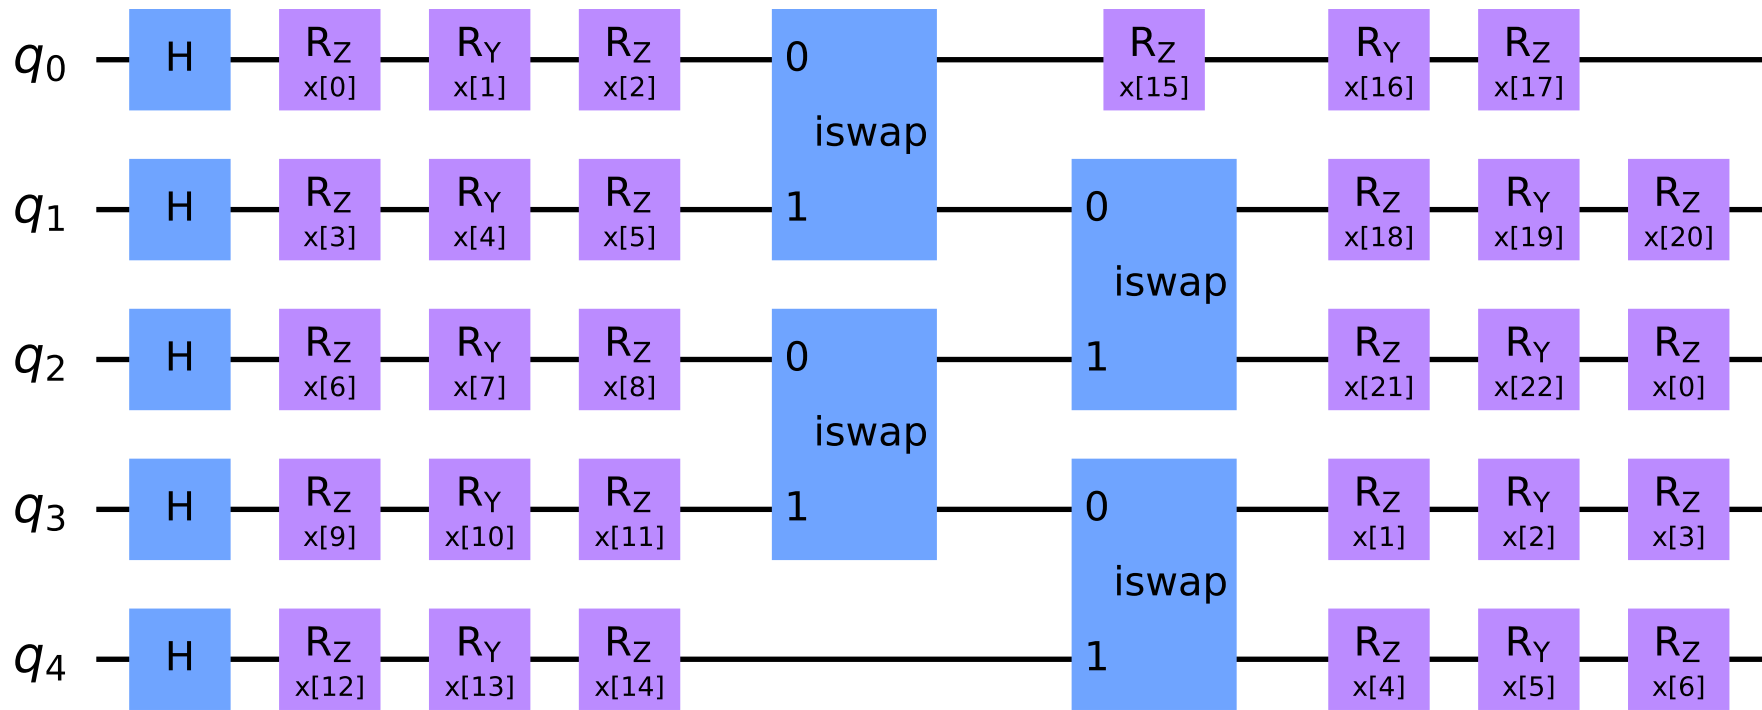 q0 H RZ RY RZ 0 RZ RY RZ
x[0] x[1] x[2] x[15] x[16] x[17]
iswap
q1 H RZ RY RZ 1 0 RZ RY RZ
x[3] x[4] x[5] x[18] x[19] x[20]
iswap
q2 H RZ RY RZ 0 1 RZ RY RZ
x[6] x[7] x[8] x[21] x[22] x[0]
iswap
q3 H RZ RY RZ 1 0 RZ RY RZ
x[9] x[10] x[11] x[1] x[2] x[3]
iswap
q4 H RZ RY RZ 1 RZ RY RZ
x[12] x[13] x[14] x[4] x[5] x[6]